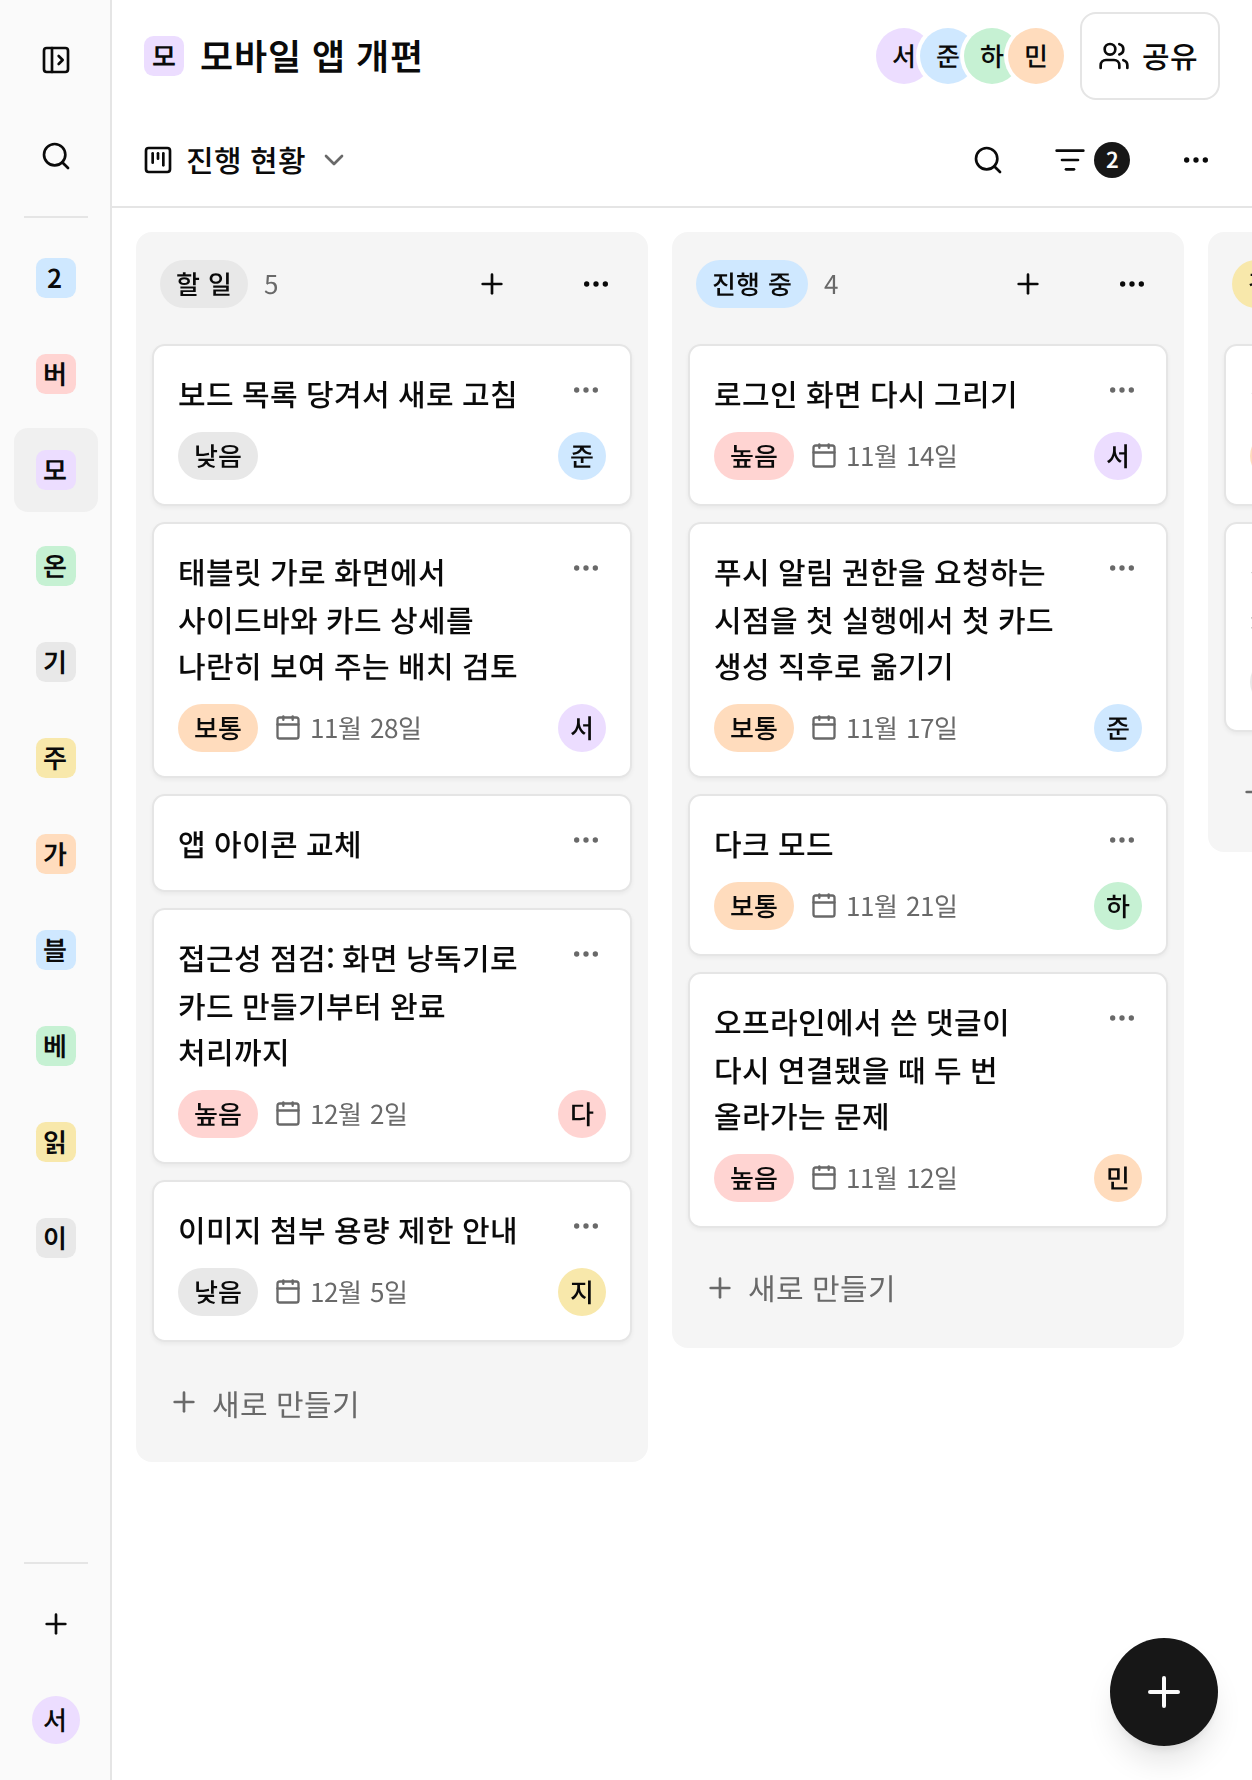 모 모바일 앱 개편
서 준 하 민
공유
진행 현황
2
2
버
모
온
기
주
가
블
베
읽
이
서
할 일 5
보드 목록 당겨서 새로 고침
낮음 준
태블릿 가로 화면에서
사이드바와 카드 상세를
나란히 보여 주는 배치 검토
보통 11월 28일 서
앱 아이콘 교체
접근성 점검: 화면 낭독기로
카드 만들기부터 완료
처리까지
높음 12월 2일 다
이미지 첨부 용량 제한 안내
낮음 12월 5일 지
새로 만들기
진행 중 4
로그인 화면 다시 그리기
높음 11월 14일 서
푸시 알림 권한을 요청하는
시점을 첫 실행에서 첫 카드
생성 직후로 옮기기
보통 11월 17일 준
다크 모드
보통 11월 21일 하
오프라인에서 쓴 댓글이
다시 연결됐을 때 두 번
올라가는 문제
높음 11월 12일 민
새로 만들기